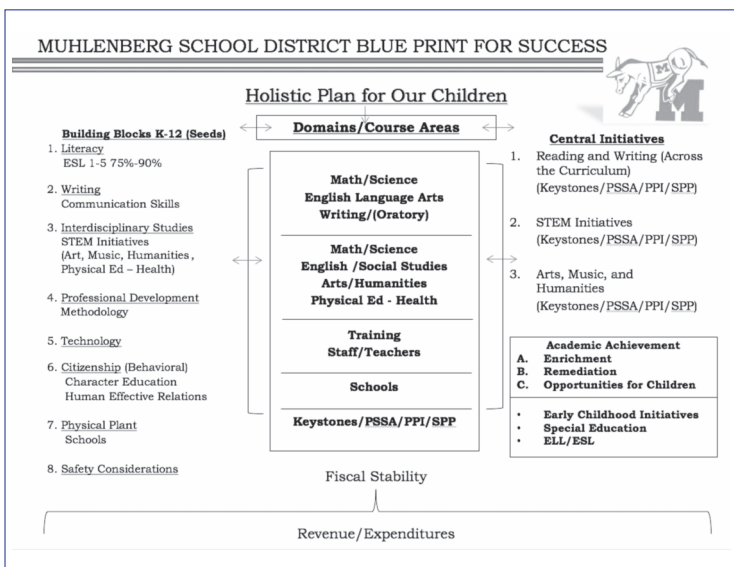 MUHLENBERG SCHOOL DISTRICT BLUE PRINT FOR SUCCESS
M
M
Holistic Plan for Our Children
Building Blocks K-12 (Seeds)
1. Literacy
ESL 1-5 75%-90%
2. Writing
Communication Skills
3. Interdisciplinary Studies
STEM Initiatives
(Art, Music, Humanities,
Physical Ed – Health)
4. Professional Development
Methodology
5. Technology
6. Citizenship (Behavioral)
Character Education
Human Effective Relations
7. Physical Plant
Schools
8. Safety Considerations
Domains/Course Areas
Math/Science
English Language Arts
Writing/(Oratory)
Math/Science
English /Social Studies
Arts/Humanities
Physical Ed - Health
Training
Staff/Teachers
Schools
Keystones/PSSA/PPI/SPP
Central Initiatives
1. Reading and Writing (Across
the Curriculum)
(Keystones/PSSA/PPI/SPP)
2. STEM Initiatives
(Keystones/PSSA/PPI/SPP)
3. Arts, Music, and
Humanities
(Keystones/PSSA/PPI/SPP)
Academic Achievement
A. Enrichment
B. Remediation
C. Opportunities for Children
• Early Childhood Initiatives
• Special Education
• ELL/ESL
Fiscal Stability
Revenue/Expenditures